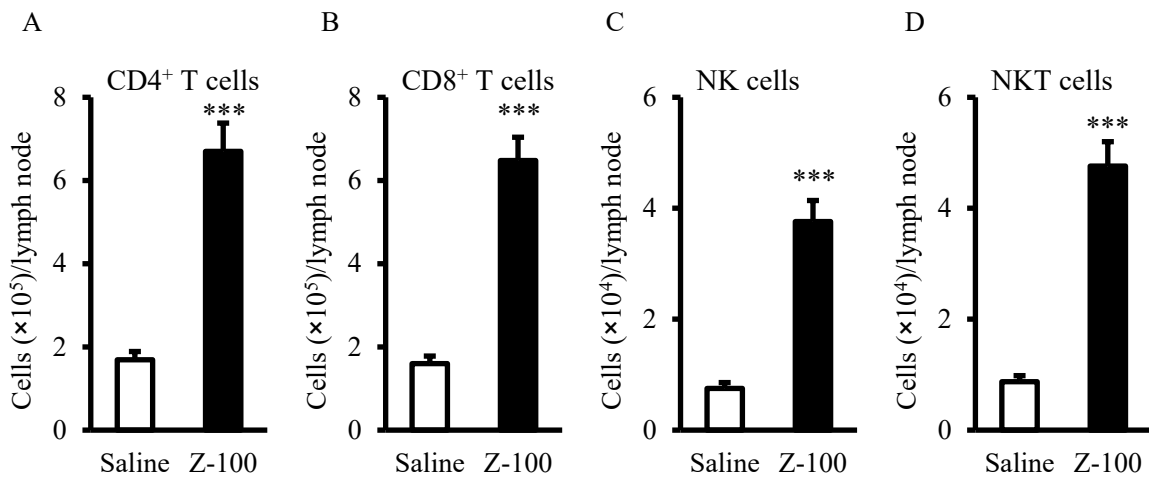 A
CD4⁺ T cells
Cells (×10⁵)/lymph node
8
6
4
2
0
***
Saline Z-100
B
CD8⁺ T cells
Cells (×10⁵)/lymph node
8
6
4
2
0
***
Saline Z-100
C
NK cells
Cells (×10⁴)/lymph node
6
4
2
0
***
Saline Z-100
D
NKT cells
Cells (×10⁴)/lymph node
6
4
2
0
***
Saline Z-100